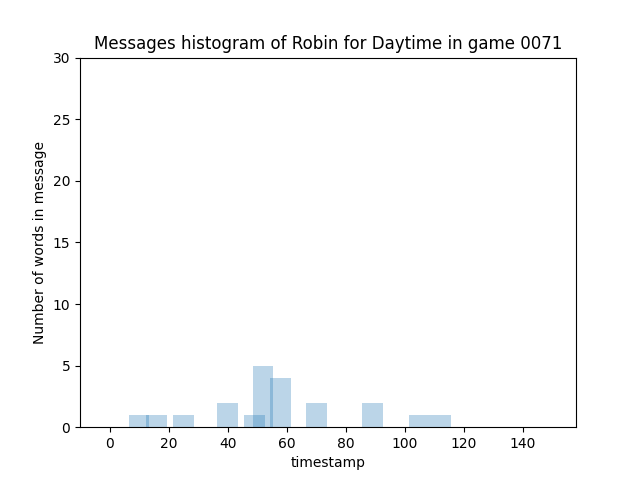 Messages histogram of Robin for Daytime in game 0071
30
25
20
15
10
5
0
Number of words in message
0 20 40 60 80 100 120 140
timestamp